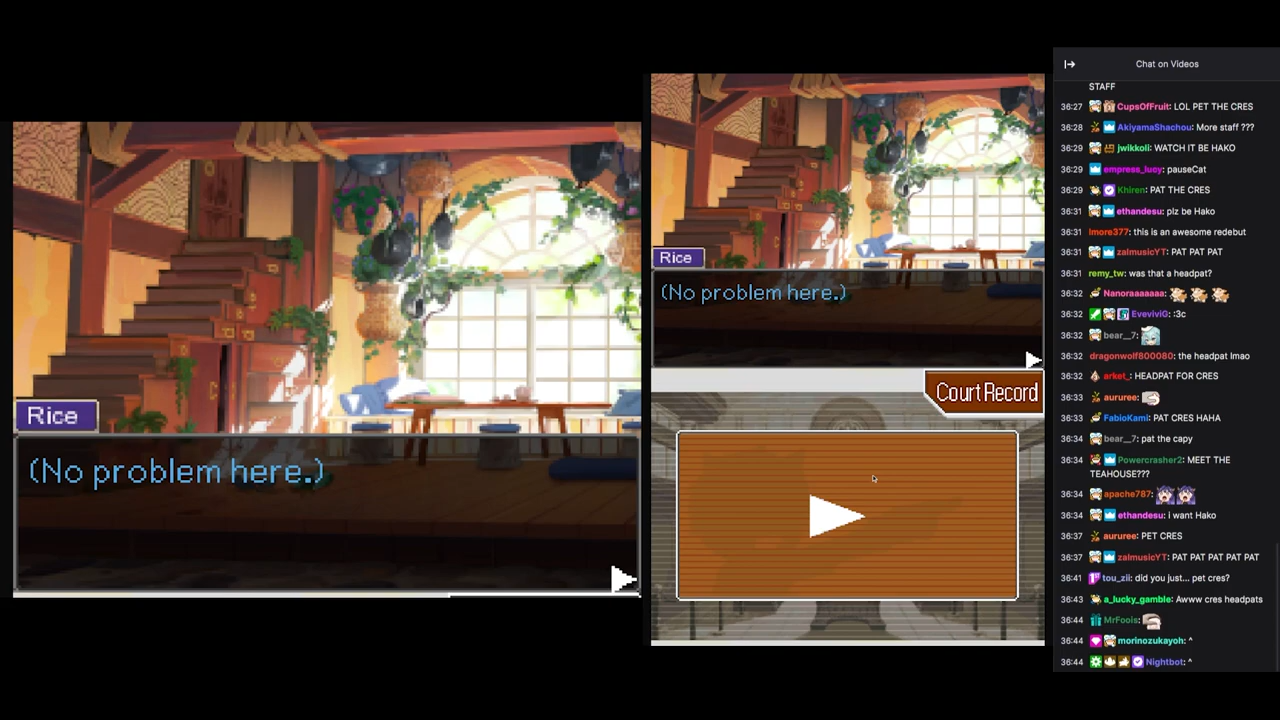 Rice
(No problem here.)
Rice
(No problem here.)
Court Record
Chat on Videos
STAFF
36:27 CupsOfFruit: LOL PET THE CRES
36:28 AkiyamaShachou: More staff ???
36:29 jwikkoli: WATCH IT BE HAKO
36:29 empress_lucy: pauseCat
36:29 Khiren: PAT THE CRES
36:31 ethandesu: plz be Hako
36:31 lmore377: this is an awesome redebut
36:31 zalmusicYT: PAT PAT PAT
36:31 remy_tw: was that a headpat?
36:32 Nanoraaaaaaa:
36:32 EveviviG: :3c
36:32 bear__7:
36:32 dragonwolf800080: the headpat lmao
36:32 arket_: HEADPAT FOR CRES
36:33 aururee:
36:33 FabioKami: PAT CRES HAHA
36:34 bear__7: pat the capy
36:34 Powercrasher2: MEET THE
TEAHOUSE???
36:34 apache787:
36:34 ethandesu: i want Hako
36:37 aururee: PET CRES
36:37 zalmusicYT: PAT PAT PAT PAT PAT
36:41 tou_zii: did you just... pet cres?
36:43 a_lucky_gamble: Awww cres headpats
36:44 MrFoois:
36:44 morinozukayoh: ^
36:44 Nightbot: ^